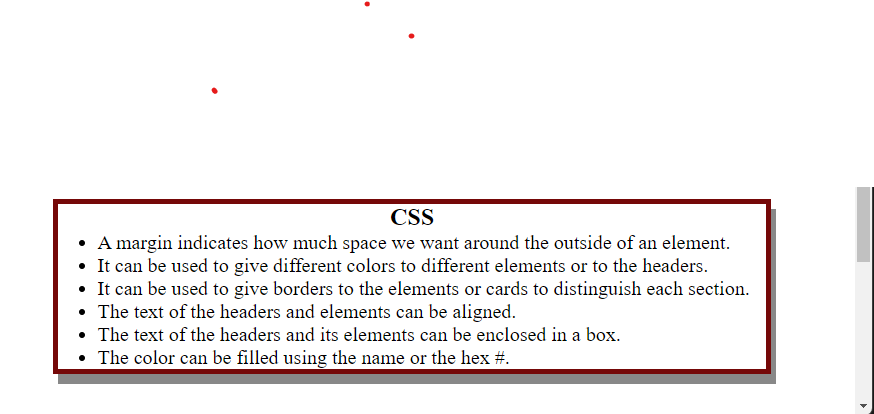 CSS
• A margin indicates how much space we want around the outside of an element.
• It can be used to give different colors to different elements or to the headers.
• It can be used to give borders to the elements or cards to distinguish each section.
• The text of the headers and elements can be aligned.
• The text of the headers and its elements can be enclosed in a box.
• The color can be filled using the name or the hex #.